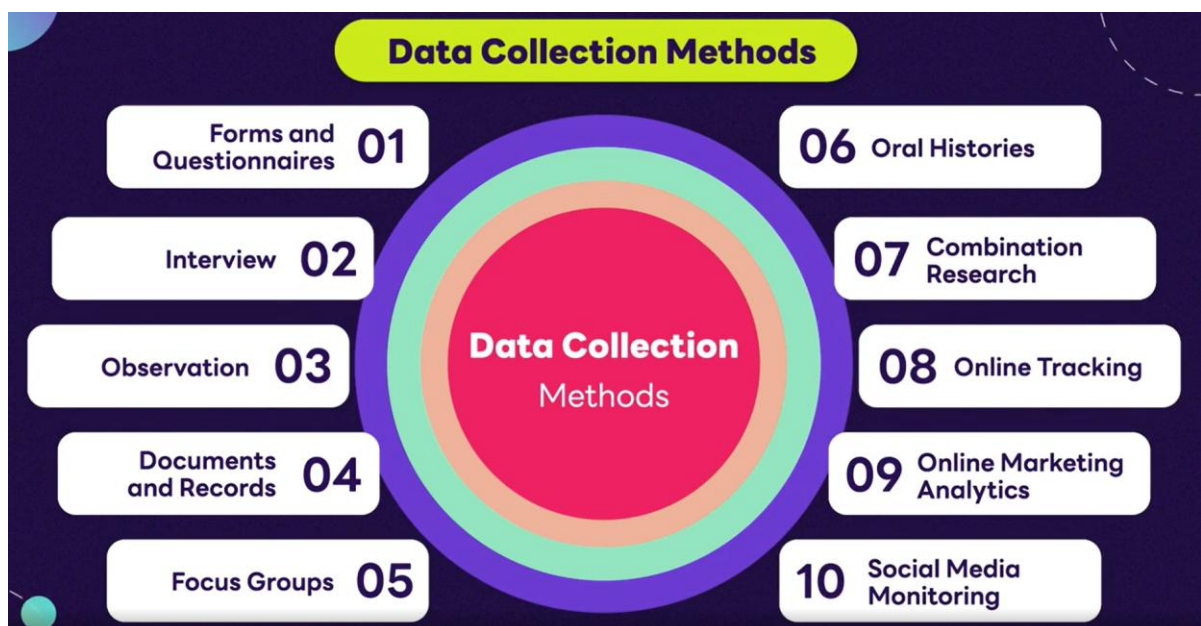 Data Collection Methods
Forms and
Questionnaires
01
Interview 02
Observation 03
Documents
and Records
04
Focus Groups 05
Data Collection
Methods
06 Oral Histories
07
Combination
Research
08 Online Tracking
09
Online Marketing
Analytics
10
Social Media
Monitoring